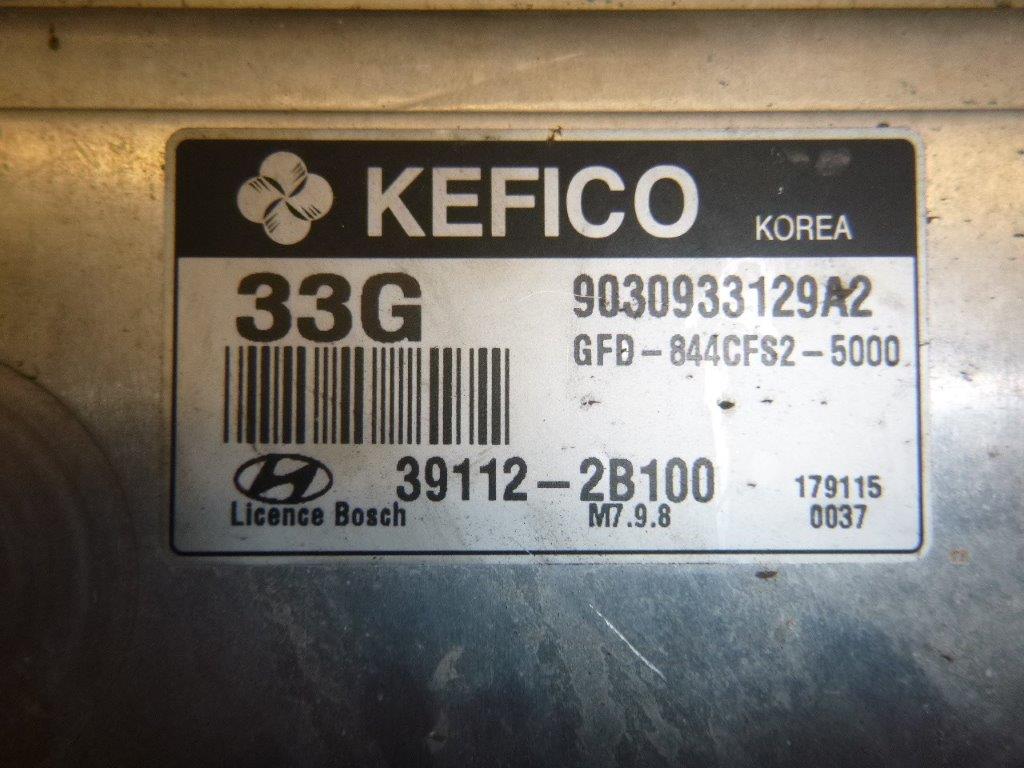 KEFICO KOREA
33G 9030933129A2
GFD-844CFS2-5000
39112-2B100 179115
Licence Bosch M7.9.8 0037